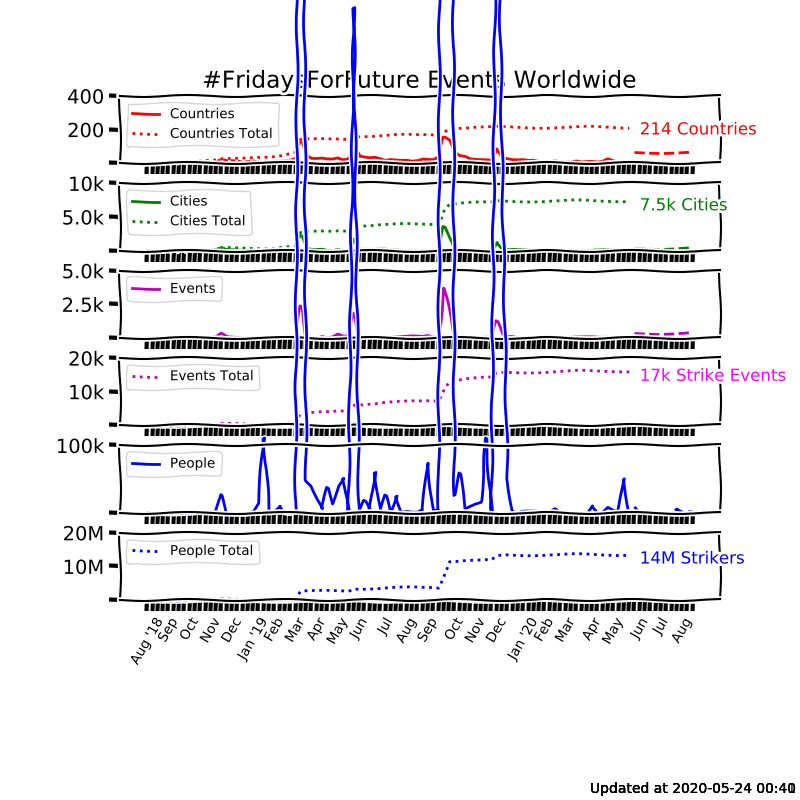 #FridaysForFuture Events Worldwide
400
200
Countries
Countries Total
214 Countries
10k
5.0k
Cities
Cities Total
7.5k Cities
5.0k
2.5k
Events
20k
10k
Events Total
17k Strike Events
100k
People
20M
10M
People Total
14M Strikers
Aug '18 Sep Oct Nov Dec Jan '19 Feb Mar Apr May Jun Jul Aug Sep Oct Nov Dec Jan '20 Feb Mar Apr May Jun Jul Aug
Updated at 2020-05-24 00:40